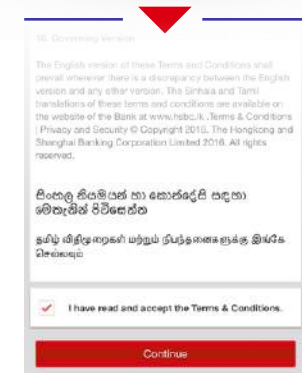 16. Governing Version
The English version of these Terms and Conditions shall
prevail wherever there is a discrepancy between the English
version and any other version. The Sinhala and Tamil
translations of these terms and conditions are available on
the website of the Bank at www.hsbc.lk. Terms & Conditions
| Privacy and Security © Copyright 2016. The Hongkong and
Shanghai Banking Corporation Limited 2016. All rights
reserved.
සිංහල නියමයන් හා කොන්දේසි සඳහා
මෙතැනින් පිවිසෙන්න
தமிழ் விதிமுறைகள் மற்றும் நிபந்தனைகளுக்கு இங்கே
செல்லவும்
I have read and accept the Terms & Conditions.
Continue